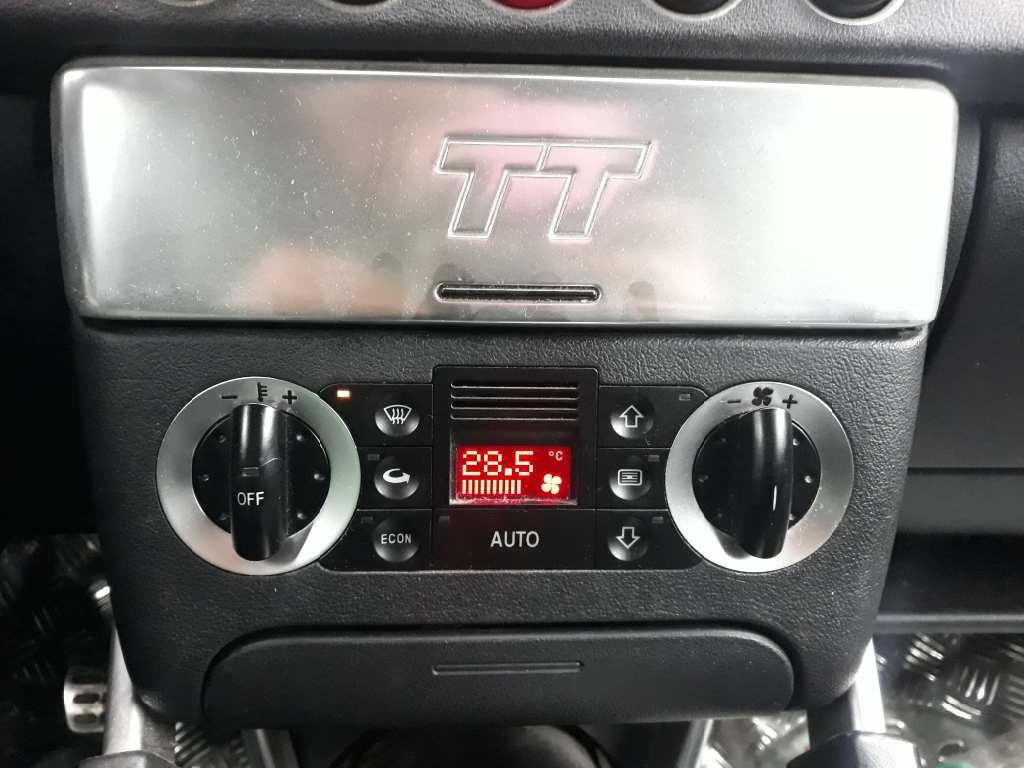 TT
- +
- +
28.5 °C
OFF
ECON
AUTO